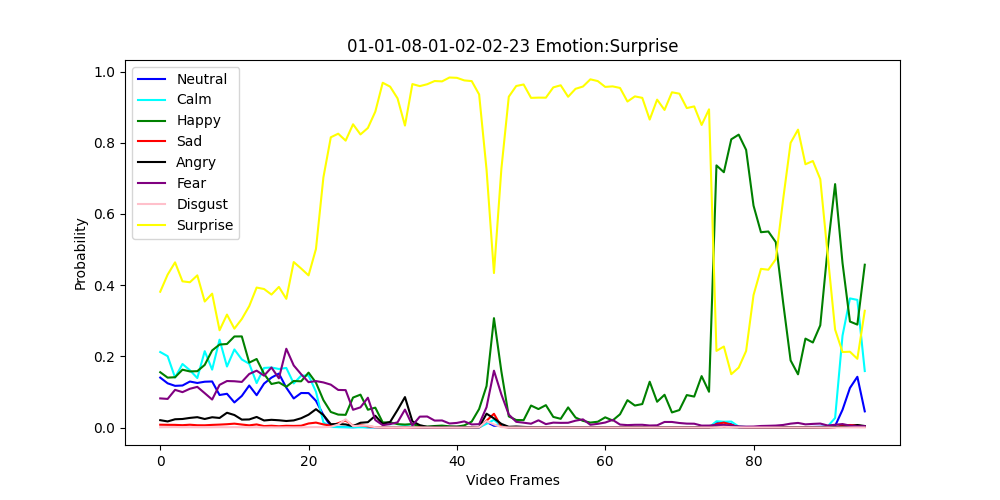 01-01-08-01-02-02-23 Emotion:Surprise
1.0
0.8
0.6
0.4
0.2
0.0
Probability
Neutral
Calm
Happy
Sad
Angry
Fear
Disgust
Surprise
0
20
40
60
80
Video Frames